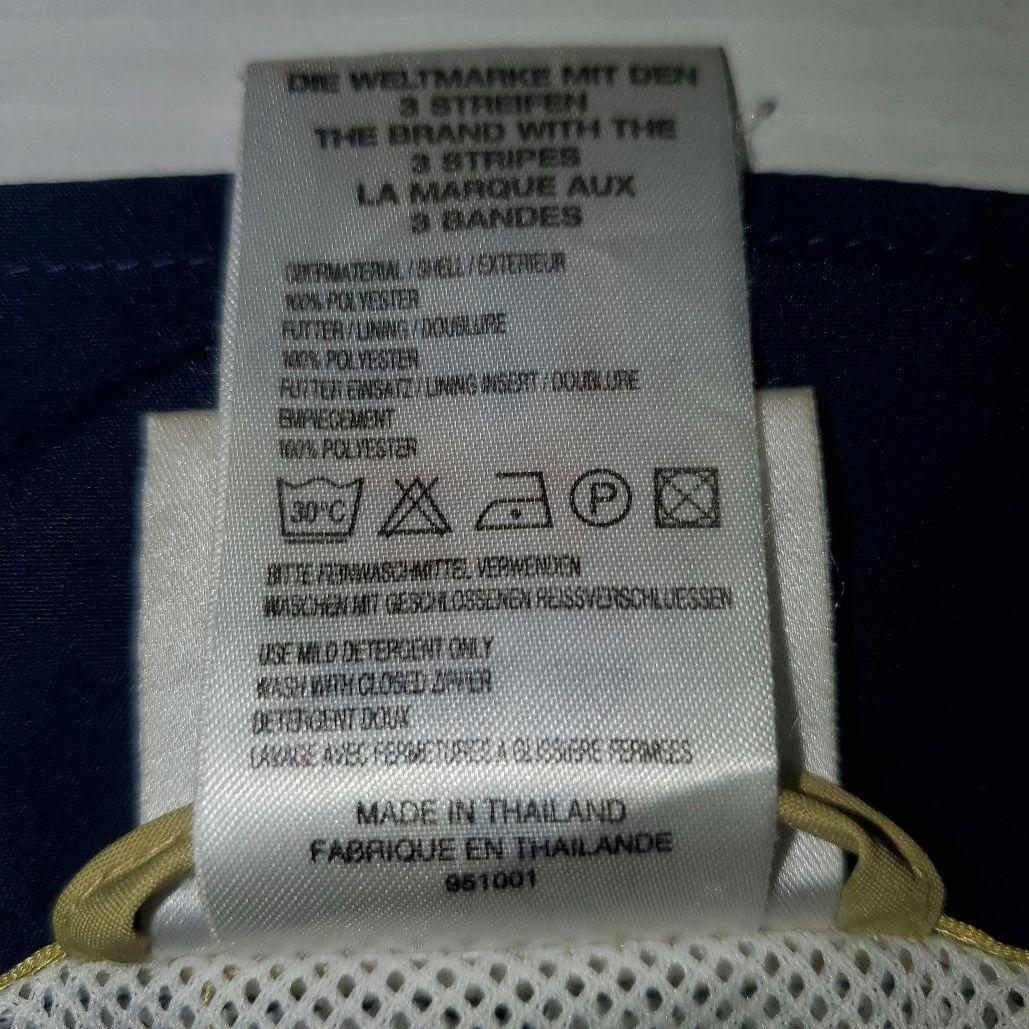 DIE WELTMARKE MIT DEN
3 STREIFEN
THE BRAND WITH THE
3 STRIPES
LA MARQUE AUX
3 BANDES
OBERMATERIAL / SHELL / EXTERIEUR
100% POLYESTER
FUTTER / LINING / DOUBLURE
100% POLYESTER
FUTTER EINSATZ / LINING INSERT / DOUBLURE
EMPIECEMENT
100% POLYESTER
30°C P
BITTE FEINWASCHMITTEL VERWENDEN
WASCHEN MIT GESCHLOSSENEN REISSVERSCHLUESSEN
USE MILD DETERGENT ONLY
WASH WITH CLOSED ZIPPER
DETERGENT DOUX
LAVAGE AVEC FERMETURES A GLISSIERE FERMEES
MADE IN THAILAND
FABRIQUE EN THAILANDE
951001